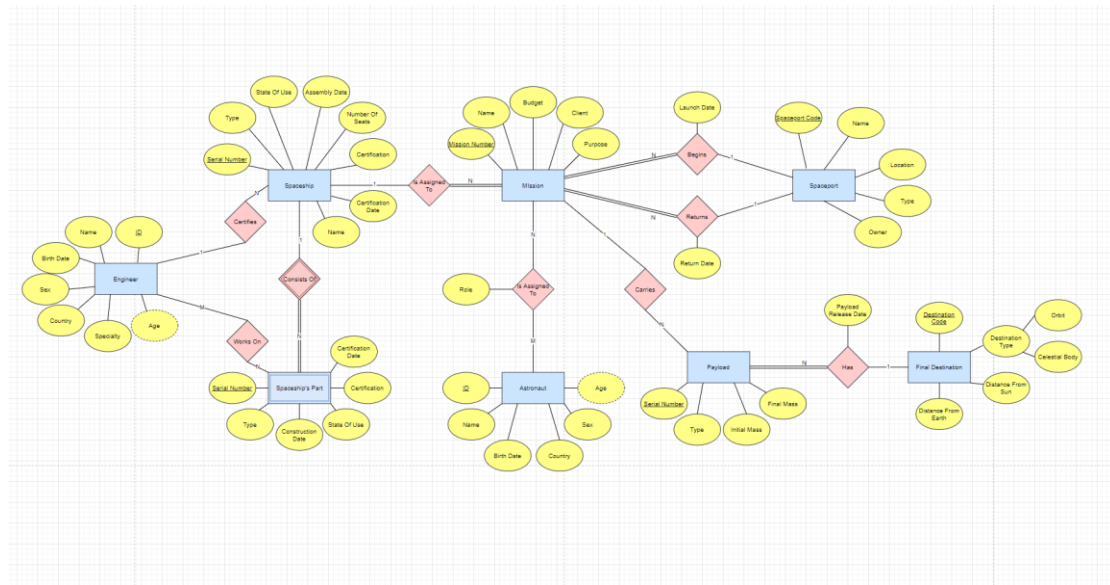 State Of Use
Assembly Date
Type
Number Of
Seats
Serial Number
Certification
Spaceship
Certification
Date
Name
1
Is Assigned
To
N
Name
Budget
Client
Mission Number
Purpose
Mission
Launch Date
N
Begins
1
N
Returns
1
Return Date
Spaceport Code
Name
Location
Spaceport
Type
Owner
N
Certifies
1
Name
ID
Birth Date
Engineer
Sex
Country
Specialty
Age
M
Works On
N
1
Consists Of
N
Certification
Date
Serial Number
Spaceship's Part
Certification
Type
Construction
Date
State Of Use
N
Role
Is Assigned
To
M
ID
Astronaut
Age
Name
Sex
Birth Date
Country
1
Carries
N
Payload
Serial Number
Final Mass
Type
Initial Mass
Payload
Release Date
N
Has
1
Destination
Code
Orbit
Destination
Type
Celestial Body
Final Destination
Distance From
Sun
Distance From
Earth